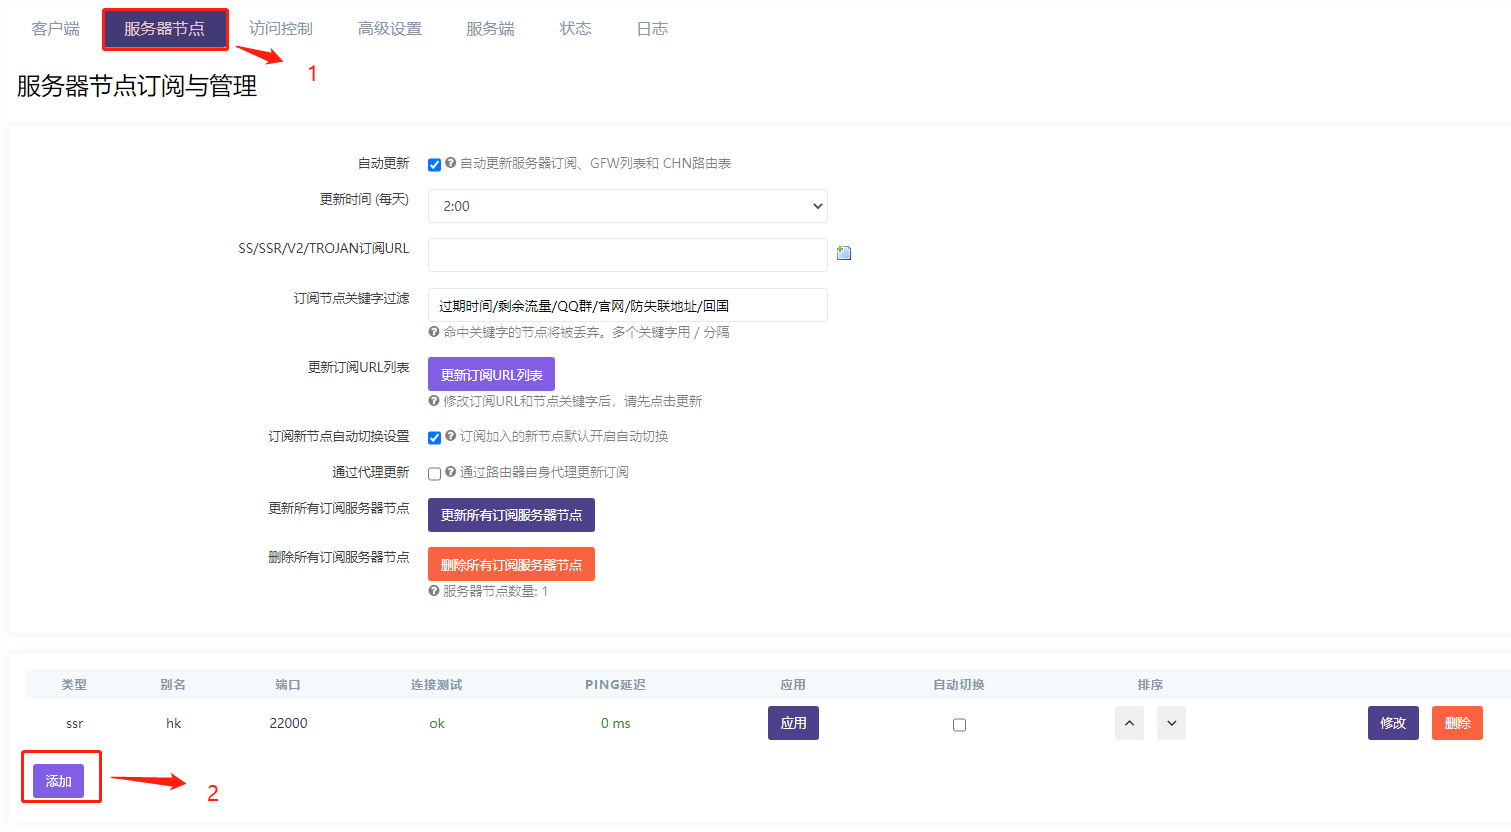 客户端 服务器节点 访问控制 高级设置 服务端 状态 日志
1
服务器节点订阅与管理
自动更新 自动更新服务器订阅、GFW列表和 CHN路由表
更新时间 (每天) 2:00
SS/SSR/V2/TROJAN订阅URL
订阅节点关键字过滤 过期时间/剩余流量/QQ群/官网/防失联地址/回国
命中关键字的节点将被丢弃。多个关键字用 / 分隔
更新订阅URL列表 更新订阅URL列表
修改订阅URL和节点关键字后，请先点击更新
订阅新节点自动切换设置 订阅加入的新节点默认开启自动切换
通过代理更新 通过路由器自身代理更新订阅
更新所有订阅服务器节点 更新所有订阅服务器节点
删除所有订阅服务器节点 删除所有订阅服务器节点
服务器节点数量: 1
类型 别名 端口 连接测试 PING延迟 应用 自动切换 排序
ssr hk 22000 ok 0 ms 应用 修改 删除
添加
2